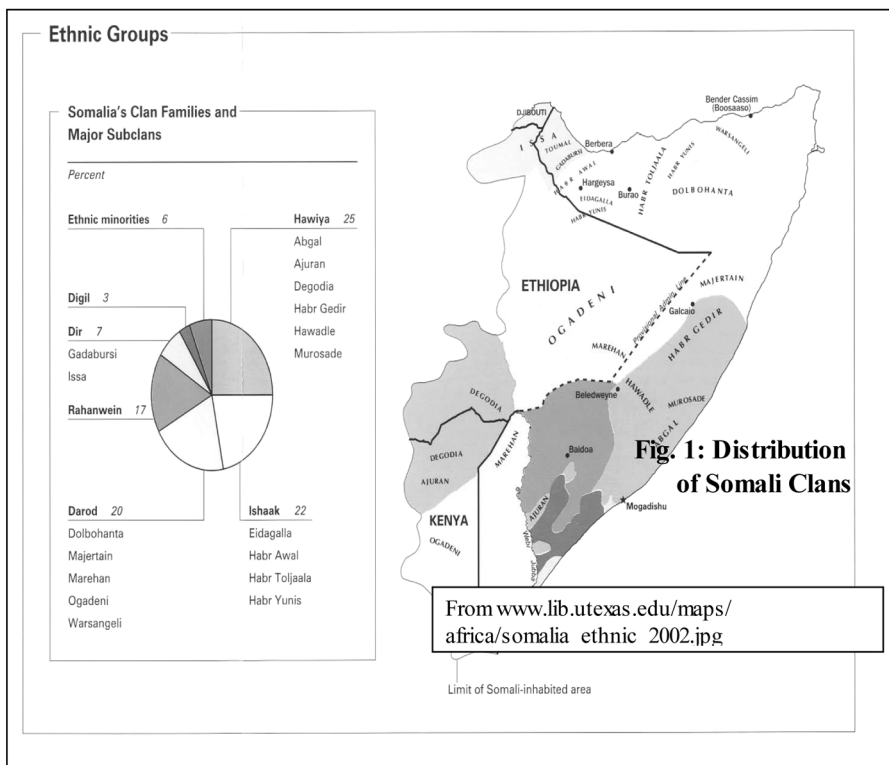 Ethnic Groups
Somalia's Clan Families and
Major Subclans
Percent
Ethnic minorities 6
Hawiya 25
Abgal
Ajuran
Degodia
Habr Gedir
Hawadle
Murosade
Digil 3
Dir 7
Gadabursi
Issa
Rahanwein 17
Darod 20
Dolbohanta
Majertain
Marehan
Ogadeni
Warsangeli
Ishaak 22
Eidagalla
Habr Awal
Habr Toljaala
Habr Yunis
DJIBOUTI
ISSA
TOUMAL
GADABURSI
HABR AWAL
Berbera
Hargeysa
EIDAGALLA
HABR YUNIS
Burao
HABR TOLJAALA
HABR YUNIS
WARSANGELI
DOLBOHANTA
Bender Cassim
(Boosaaso)
ETHIOPIA
OGADENI
Provisional Admin Line
MAJERTAIN
Galcaio
HABR GEDIR
MAREHAN
Beledweyne
HAWADLE
MUROSADE
ABGAL
DEGODIA
DEGODIA
AJURAN
MAREHAN
Baidoa
AJURAN
Mogadishu
KENYA
OGADENI
Fig. 1: Distribution
of Somali Clans
From www.lib.utexas.edu/maps/
africa/somalia ethnic 2002.jpg
Limit of Somali-inhabited area